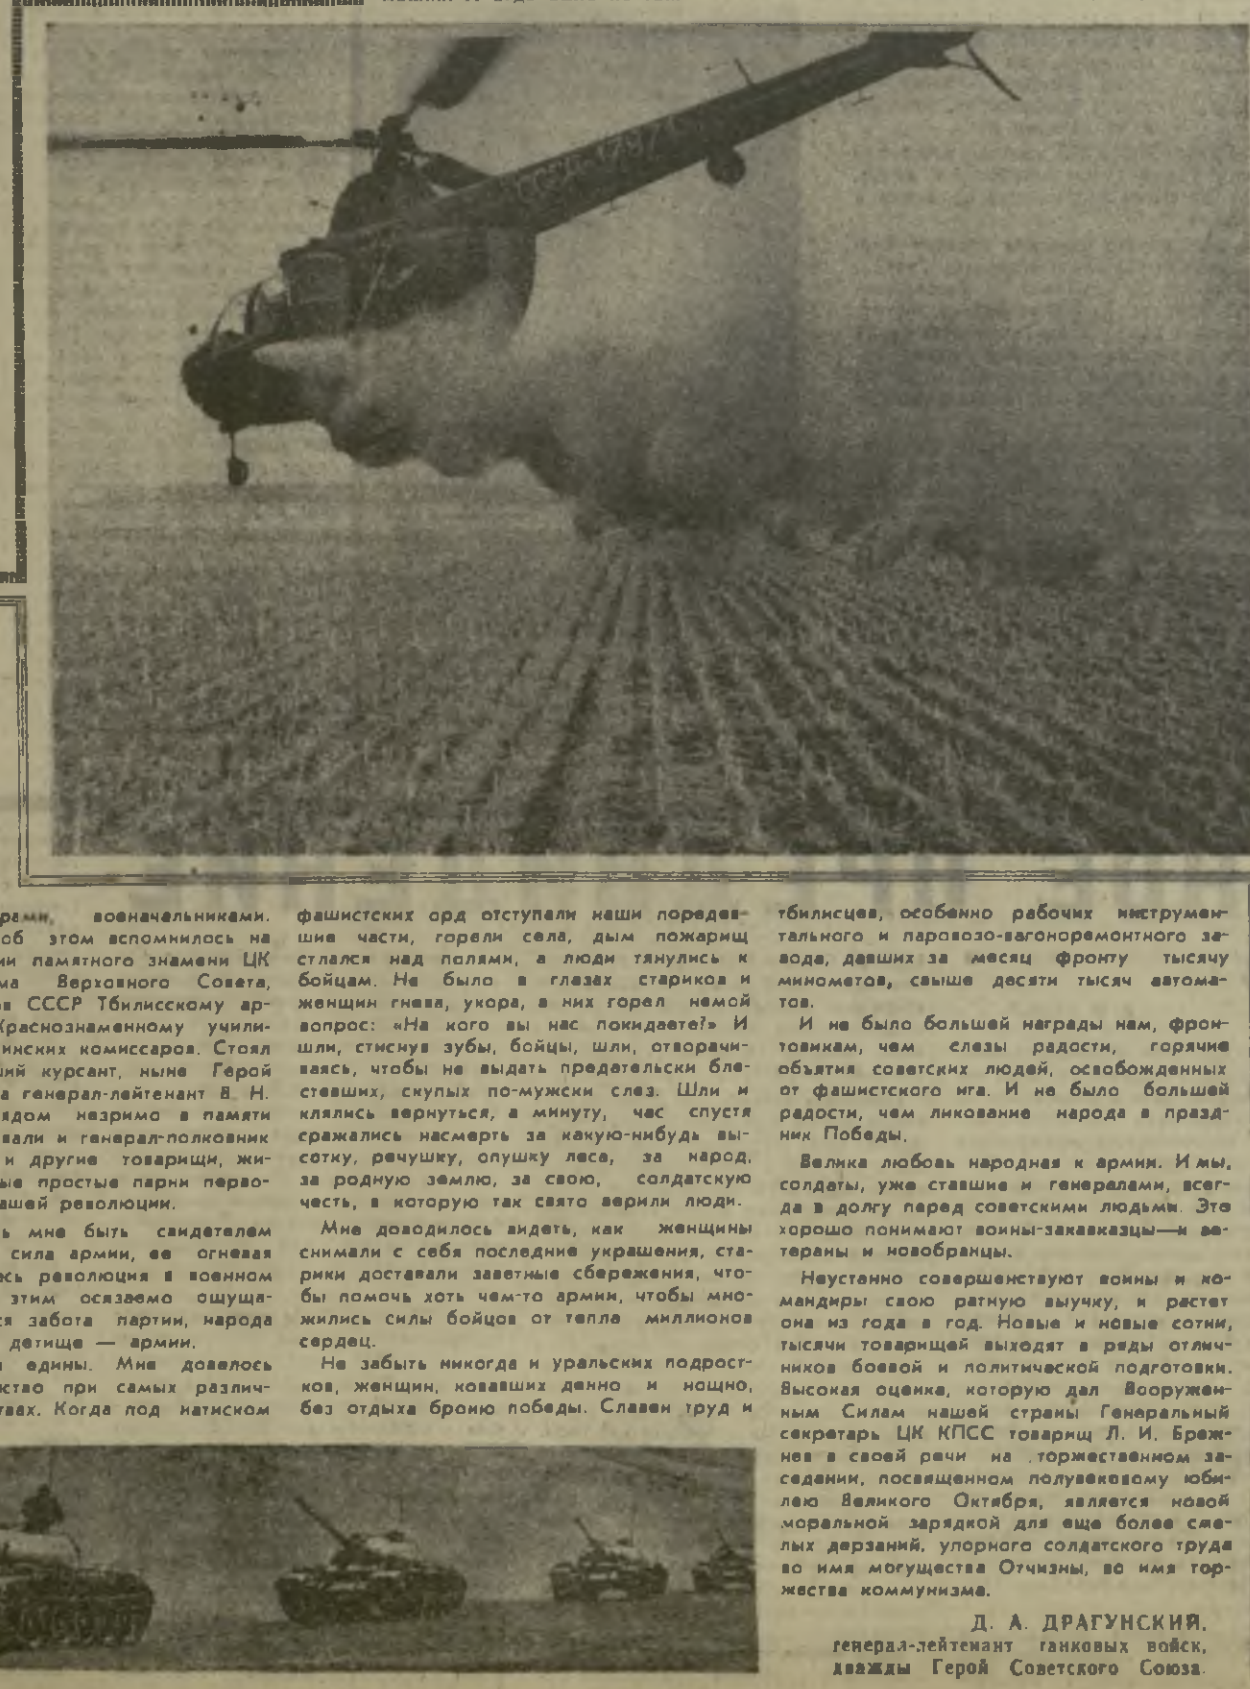 военачальниками.
об этом вспомнилось на
памятного знамени ЦК
Верховного Совета,
СССР Тбилисскому ар-
Краснознаменному учили-
комиссаров. Стоял
курсант, ныне Герой
генерал-лейтенант В. Н.
незримо в памяти
и генерал-полковник
и другие товарищи, жи-
простые парни перво-
революции.
мне быть свидетелем
сила армии, ее огневая
революция в военном
этим осязаемо ощуща-
забота партии, народа
детище — армии.
едины. Мне довелось
при самых различ-
Когда под натиском
фашистских орд отступали наши поредев-
шие части, горели села, дым пожарищ
стлался над полями, а люди тянулись к
бойцам. Не было в глазах стариков и
женщин гнева, укора, в них горел немой
вопрос: «На кого вы нас покидаете?» И
шли, стиснув зубы, бойцы, шли, отворачи-
ваясь, чтобы не выдать предательски бле-
стевших, скупых по-мужски слез. Шли и
клялись вернуться, а минуту, час спустя
сражались насмерть за какую-нибудь вы-
сотку, речушку, опушку леса, за народ,
за родную землю, за свою, солдатскую
честь, в которую так свято верили люди.
Мне доводилось видеть, как женщины
снимали с себя последние украшения, ста-
рики доставали заветные сбережения, что-
бы помочь хоть чем-то армии, чтобы мно-
жились силы бойцов от тепла миллионов
сердец.
Не забыть никогда и уральских подрост-
ков, женщин, ковавших денно и нощно,
без отдыха броню победы. Славен труд и
тбилисцев, особенно рабочих инструмен-
тального и паровозо-вагоноремонтного за-
вода, давших за месяц фронту тысячу
минометов, свыше десяти тысяч автома-
тов.
И не было большей награды нам, фрон-
товикам, чем слезы радости, горячие
объятия советских людей, освобожденных
от фашистского ига. И не было большей
радости, чем ликование народа в празд-
ник Победы.
Велика любовь народная к армии. И мы,
солдаты, уже ставшие и генералами, всег-
да в долгу перед советскими людьми. Это
хорошо понимают воины-закавказцы—и ве-
тераны и новобранцы.
Неустанно совершенствуют воины и ко-
мандиры свою ратную выучку, и растет
она из года в год. Новые и новые сотни,
тысячи товарищей выходят в ряды отлич-
ников боевой и политической подготовки.
Высокая оценка, которую дал Вооружен-
ным Силам нашей страны Генеральный
секретарь ЦК КПСС товарищ Л. И. Бреж-
нев в своей речи на торжественном за-
седании, посвященном полувековому юби-
лею Великого Октября, является новой
моральной зарядкой для еще более сме-
лых дерзаний, упорного солдатского труда
во имя могущества Отчизны, во имя тор-
жества коммунизма.
Д. А. ДРАГУНСКИЙ,
генерал-лейтенант танковых войск,
дважды Герой Советского Союза.